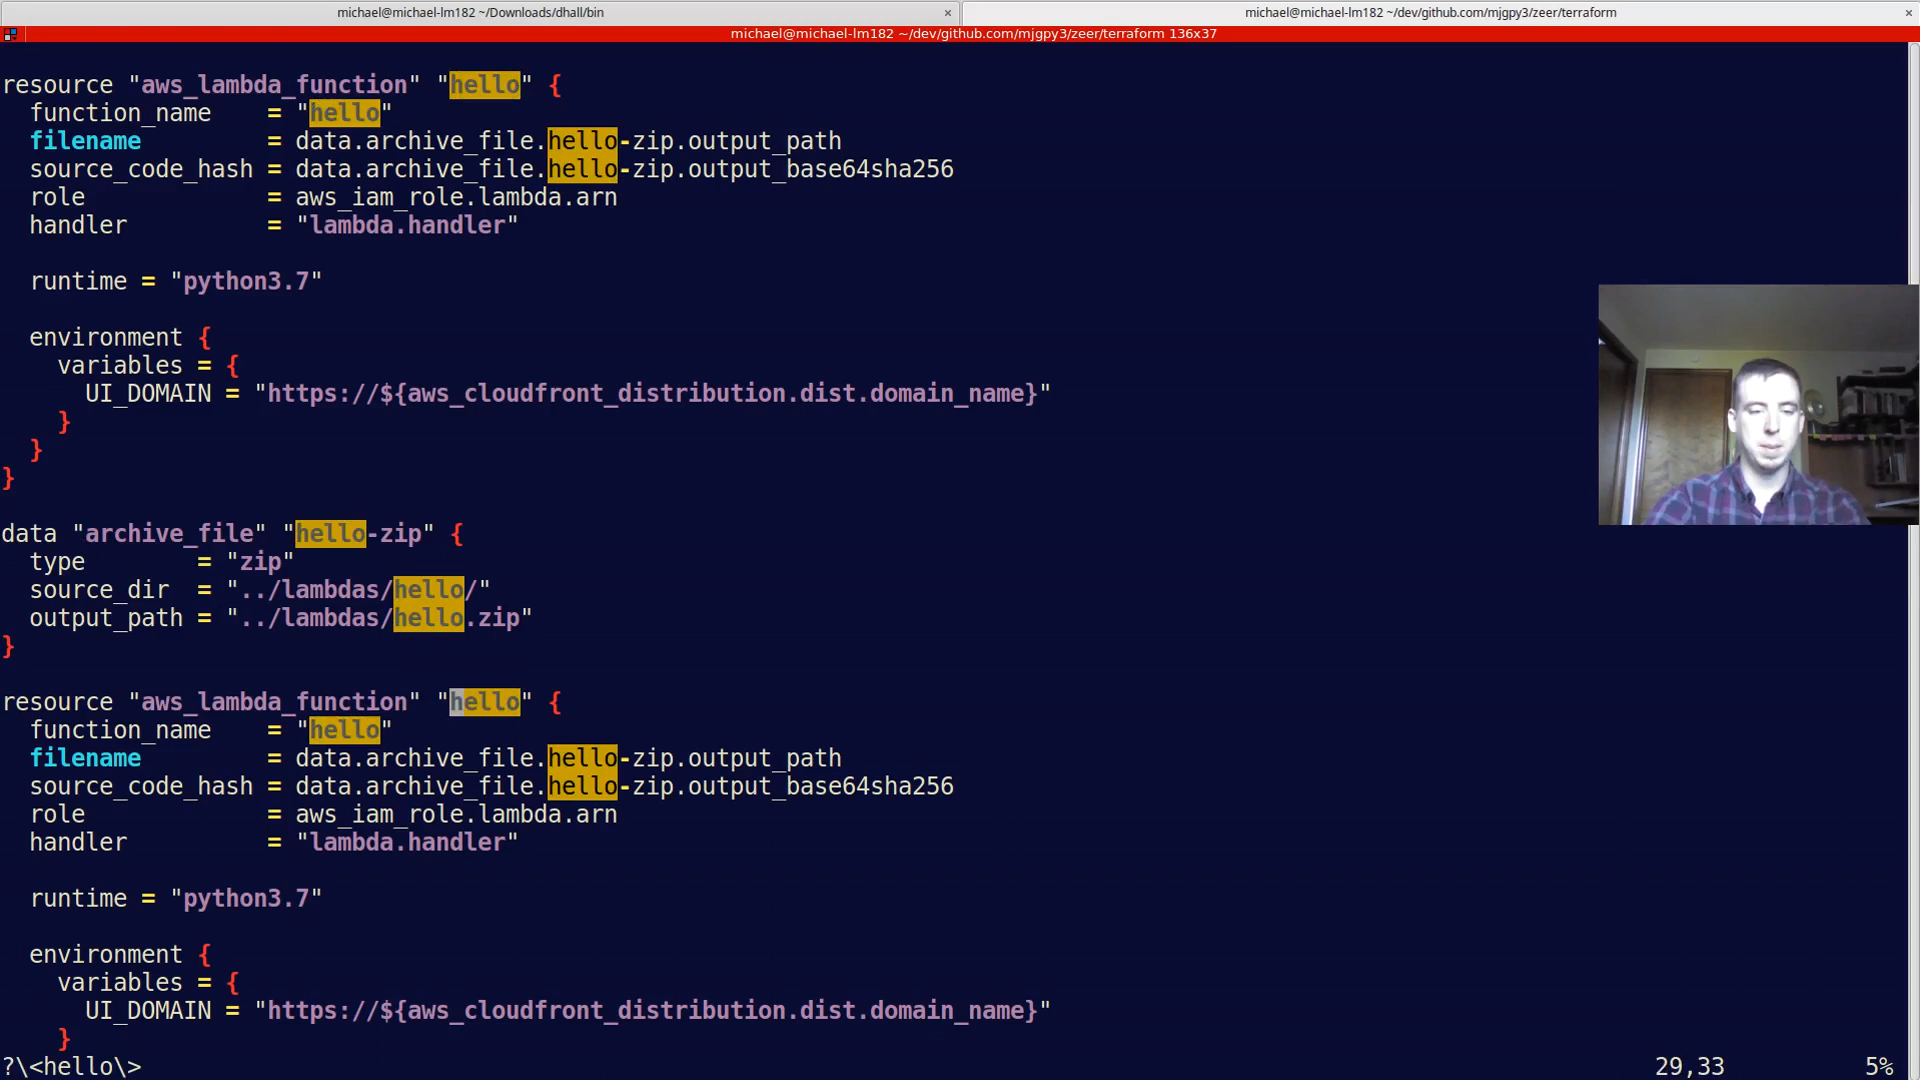 michael@michael-lm182 ~/Downloads/dhall/bin × michael@michael-lm182 ~/dev/github.com/mjgpy3/zeer/terraform ×
michael@michael-lm182 ~/dev/github.com/mjgpy3/zeer/terraform 136x37
resource "aws_lambda_function" "hello" {
  function_name    = "hello"
  filename         = data.archive_file.hello-zip.output_path
  source_code_hash = data.archive_file.hello-zip.output_base64sha256
  role             = aws_iam_role.lambda.arn
  handler          = "lambda.handler"

  runtime = "python3.7"

  environment {
    variables = {
      UI_DOMAIN = "https://${aws_cloudfront_distribution.dist.domain_name}"
    }
  }
}

data "archive_file" "hello-zip" {
  type        = "zip"
  source_dir  = "../lambdas/hello/"
  output_path = "../lambdas/hello.zip"
}

resource "aws_lambda_function" "hello" {
  function_name    = "hello"
  filename         = data.archive_file.hello-zip.output_path
  source_code_hash = data.archive_file.hello-zip.output_base64sha256
  role             = aws_iam_role.lambda.arn
  handler          = "lambda.handler"

  runtime = "python3.7"

  environment {
    variables = {
      UI_DOMAIN = "https://${aws_cloudfront_distribution.dist.domain_name}"
    }
?\<hello\> 29,33 5%